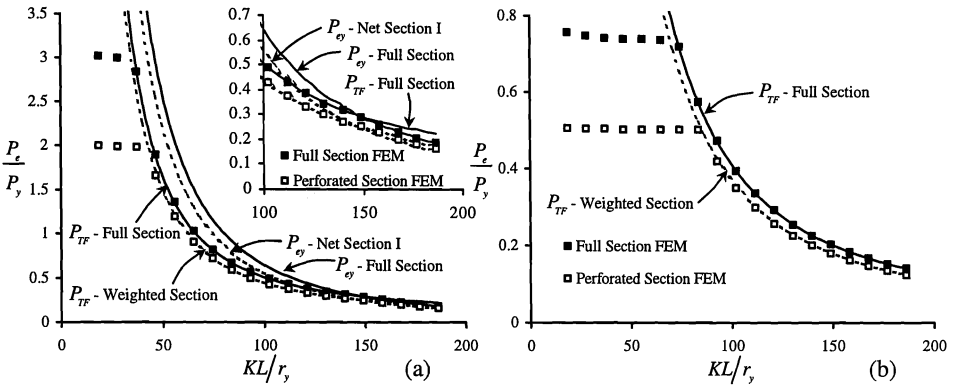 3.5
3
2.5
2
1.5
1
0.5
0
P_e
P_y
0
50
100
150
200
KL/r_y
(a)
P_TF - Full Section
P_TF - Weighted Section
P_ey - Net Section I
P_ey - Full Section
0.7
0.6
0.5
0.4
0.3
0.2
0.1
0
100
150
200
P_ey - Net Section I
P_ey - Full Section
P_TF - Full Section
Full Section FEM
Perforated Section FEM
0.8
0.6
0.4
0.2
0
P_e
P_y
0
50
100
150
200
KL/r_y
(b)
P_TF - Full Section
P_TF - Weighted Section
Full Section FEM
Perforated Section FEM